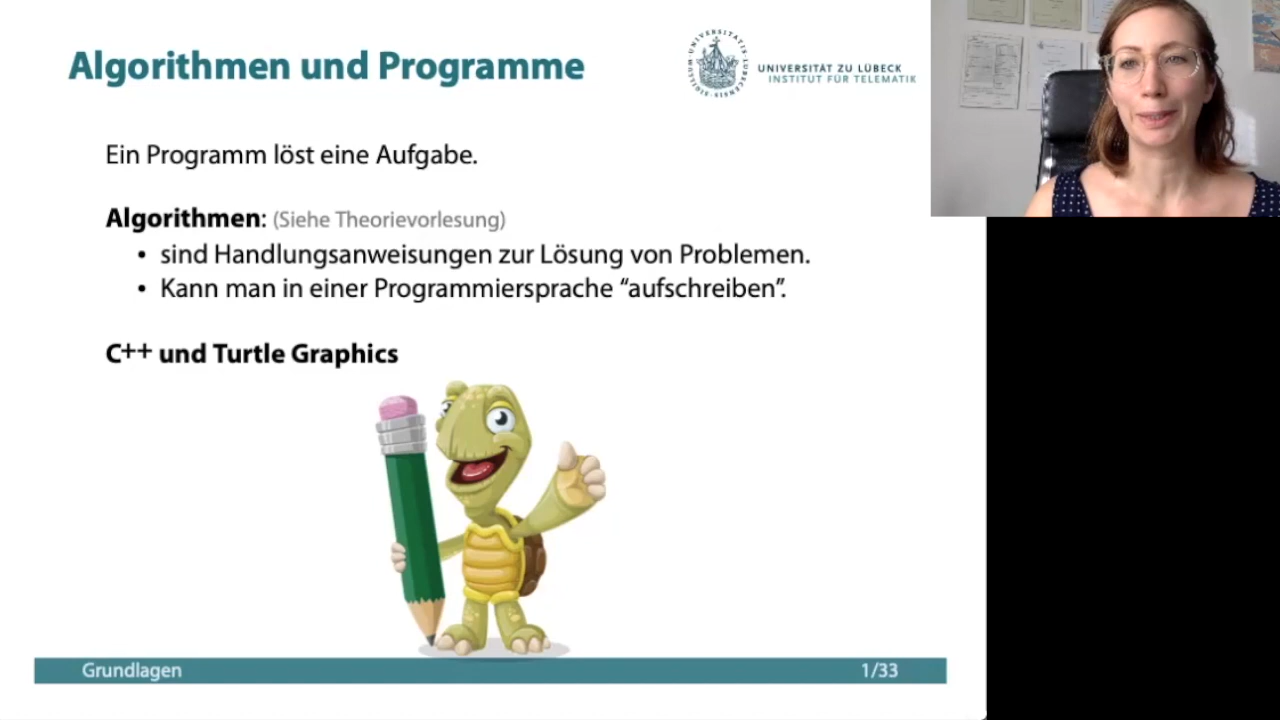 Algorithmen und Programme
UNIVERSITÄT ZU LÜBECK
INSTITUT FÜR TELEMATIK
Ein Programm löst eine Aufgabe.
Algorithmen: (Siehe Theorievorlesung)
• sind Handlungsanweisungen zur Lösung von Problemen.
• Kann man in einer Programmiersprache “aufschreiben”.
C++ und Turtle Graphics
Grundlagen
1/33